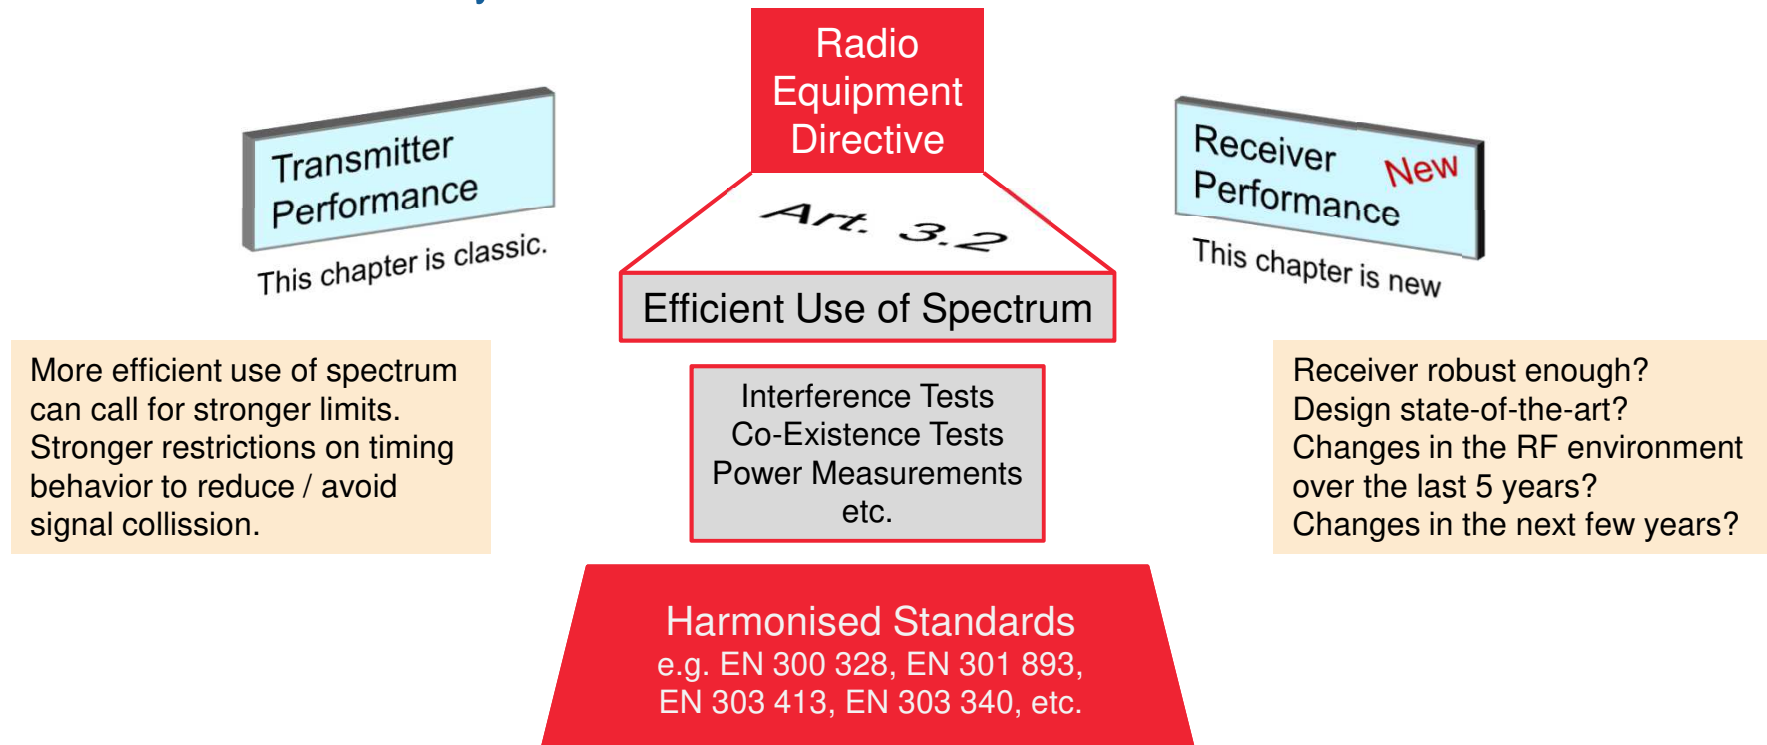 Radio
Equipment
Directive
Transmitter
Performance
This chapter is classic.
Art. 3.2
Receiver
Performance
New
This chapter is new
Efficient Use of Spectrum
More efficient use of spectrum
can call for stronger limits.
Stronger restrictions on timing
behavior to reduce / avoid
signal collission.
Interference Tests
Co-Existence Tests
Power Measurements
etc.
Receiver robust enough?
Design state-of-the-art?
Changes in the RF environment
over the last 5 years?
Changes in the next few years?
Harmonised Standards
e.g. EN 300 328, EN 301 893,
EN 303 413, EN 303 340, etc.